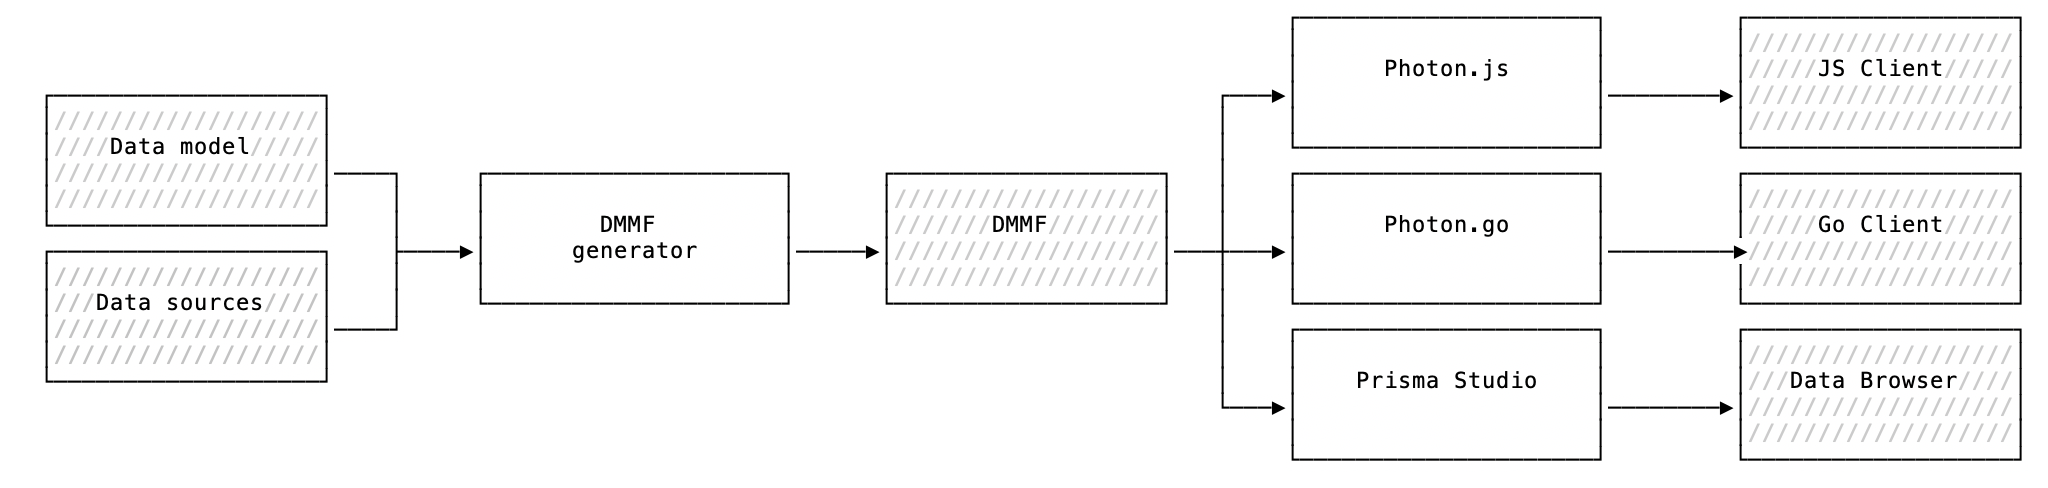 Data model
Data sources
DMMF
generator
DMMF
Photon.js
JS Client
Photon.go
Go Client
Prisma Studio
Data Browser